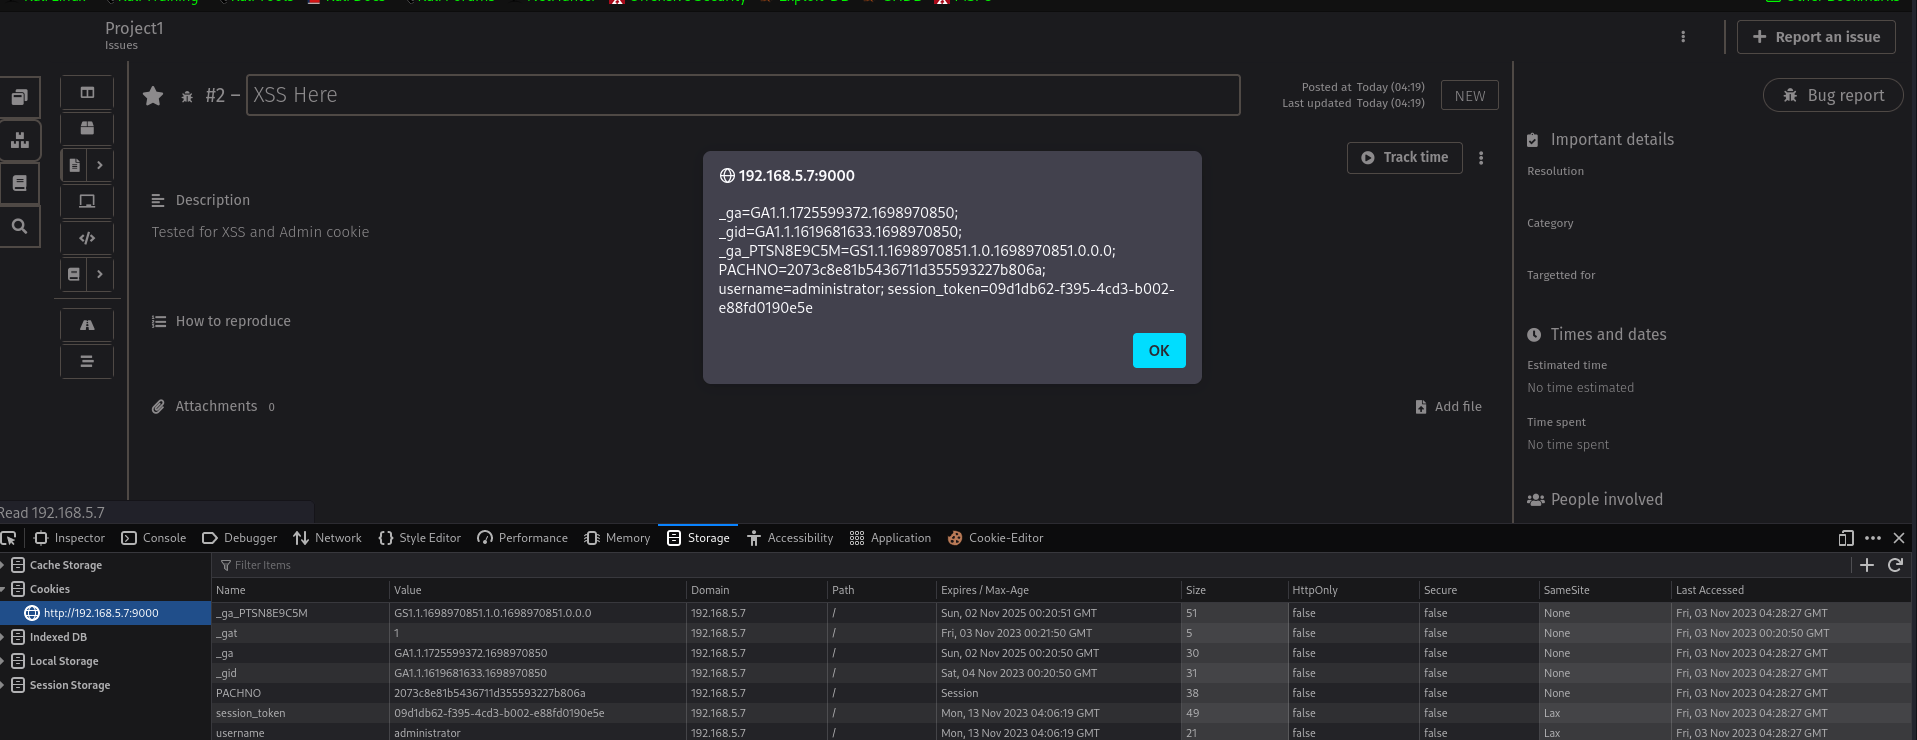 Project1
Issues
Report an issue
#2 – XSS Here
Posted at Today (04:19)
Last updated Today (04:19)
NEW
Bug report
Track time
Important details
Resolution
Category
Targetted for
Description
Tested for XSS and Admin cookie
192.168.5.7:9000
_ga=GA1.1.1725599372.1698970850;
_gid=GA1.1.1619681633.1698970850;
_ga_PTSN8E9C5M=GS1.1.1698970851.1.0.1698970851.0.0.0;
PACHNO=2073c8e81b5436711d355593227b806a;
username=administrator; session_token=09d1db62-f395-4cd3-b002-
e88fd0190e5e
OK
How to reproduce
Times and dates
Estimated time
No time estimated
Attachments 0
Add file
Time spent
No time spent
People involved
Read 192.168.5.7
Inspector Console Debugger Network Style Editor Performance Memory Storage Accessibility Application Cookie-Editor
Cache Storage
Cookies
http://192.168.5.7:9000
Indexed DB
Local Storage
Session Storage
Filter Items
Name Value Domain Path Expires / Max-Age Size HttpOnly Secure SameSite Last Accessed
_ga_PTSN8E9C5M GS1.1.1698970851.1.0.1698970851.0.0.0 192.168.5.7 / Sun, 02 Nov 2025 00:20:51 GMT 51 false false None Fri, 03 Nov 2023 04:28:27 GMT
_gat 1 192.168.5.7 / Fri, 03 Nov 2023 00:21:50 GMT 5 false false None Fri, 03 Nov 2023 00:20:50 GMT
_ga GA1.1.1725599372.1698970850 192.168.5.7 / Sun, 02 Nov 2025 00:20:50 GMT 30 false false None Fri, 03 Nov 2023 04:28:27 GMT
_gid GA1.1.1619681633.1698970850 192.168.5.7 / Sat, 04 Nov 2023 00:20:50 GMT 31 false false None Fri, 03 Nov 2023 04:28:27 GMT
PACHNO 2073c8e81b5436711d355593227b806a 192.168.5.7 / Session 38 false false None Fri, 03 Nov 2023 04:28:27 GMT
session_token 09d1db62-f395-4cd3-b002-e88fd0190e5e 192.168.5.7 / Mon, 13 Nov 2023 04:06:19 GMT 49 false false Lax Fri, 03 Nov 2023 04:28:27 GMT
username administrator 192.168.5.7 / Mon, 13 Nov 2023 04:06:19 GMT 21 false false Lax Fri, 03 Nov 2023 04:28:27 GMT